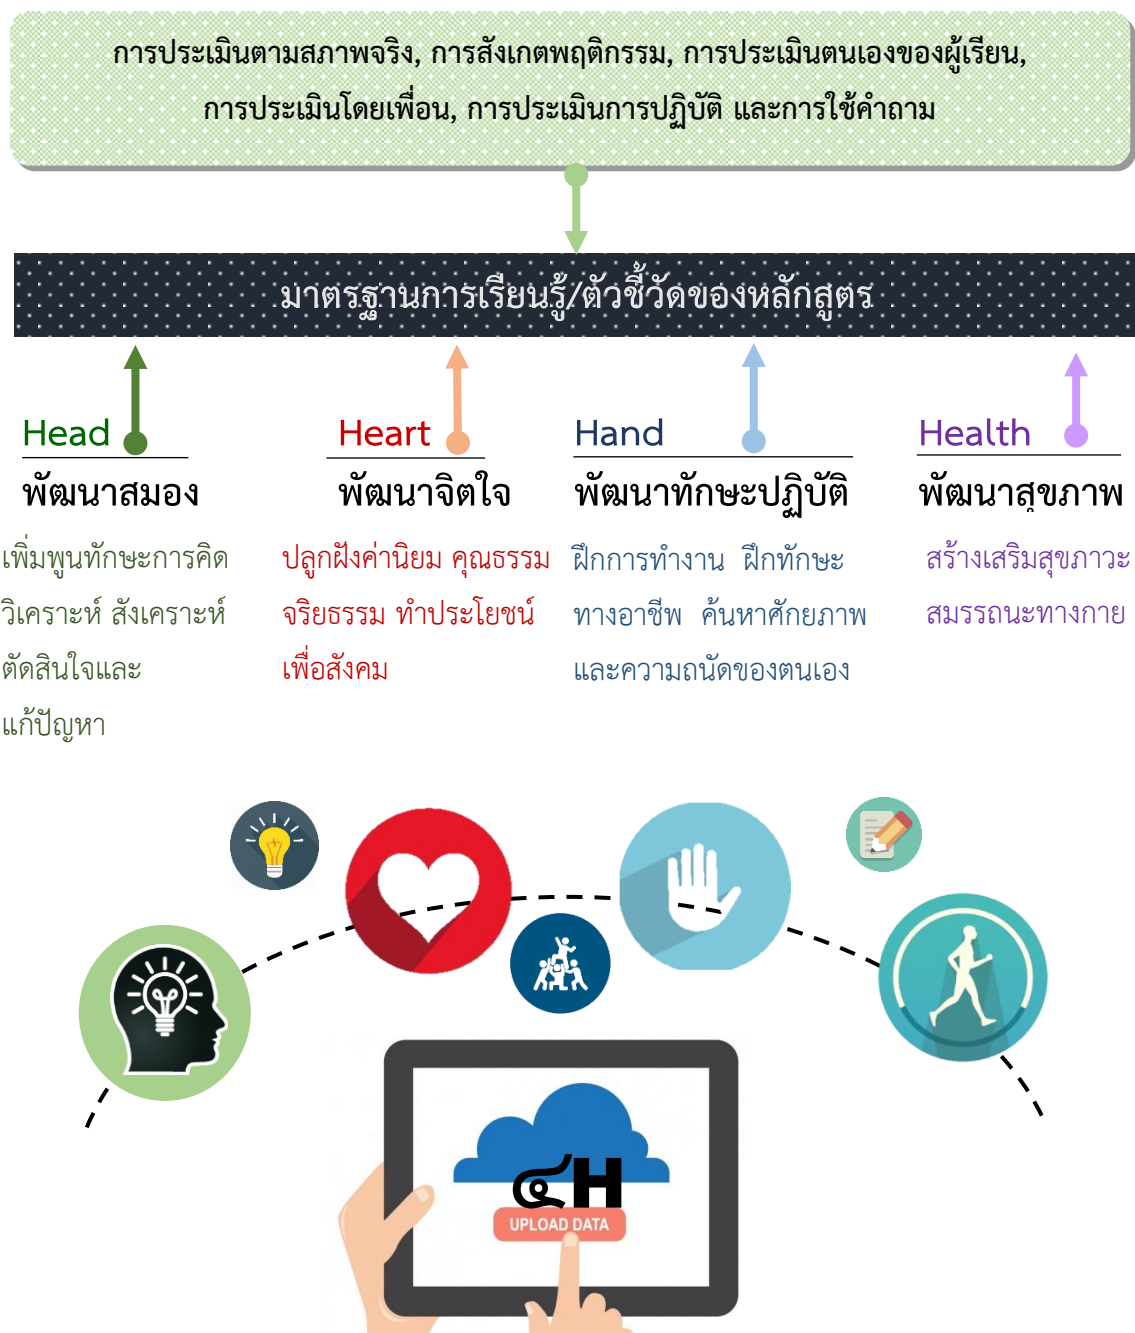 การประเมินตามสภาพจริง, การสังเกตพฤติกรรม, การประเมินตนเองของผู้เรียน,
การประเมินโดยเพื่อน, การประเมินการปฏิบัติ และการใช้คำถาม
มาตรฐานการเรียนรู้/ตัวชี้วัดของหลักสูตร
Head
พัฒนาสมอง
เพิ่มพูนทักษะการคิด
วิเคราะห์ สังเคราะห์
ตัดสินใจและ
แก้ปัญหา
Heart
พัฒนาจิตใจ
ปลูกฝังค่านิยม คุณธรรม
จริยธรรม ทำประโยชน์
เพื่อสังคม
Hand
พัฒนาทักษะปฏิบัติ
ฝึกการทำงาน ฝึกทักษะ
ทางอาชีพ ค้นหาศักยภาพ
และความถนัดของตนเอง
Health
พัฒนาสุขภาพ
สร้างเสริมสุขภาวะ
สมรรถนะทางกาย
๔H
UPLOAD DATA